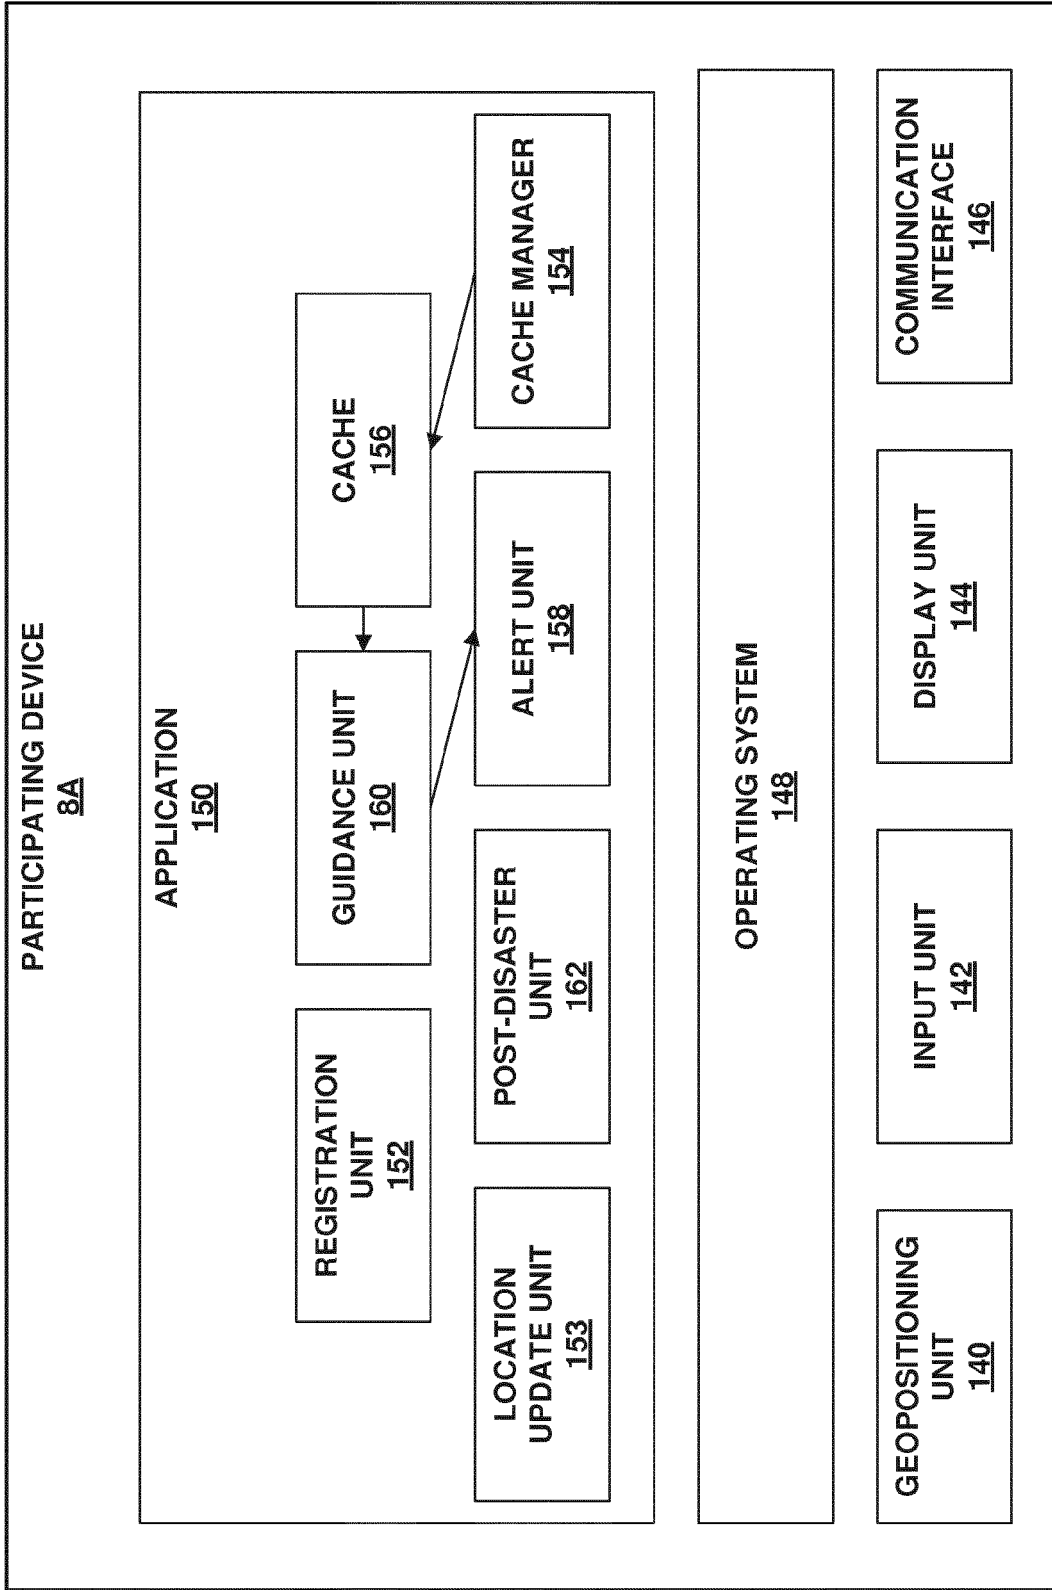 PARTICIPATING DEVICE
8A
APPLICATION
150
REGISTRATION
UNIT
152
GUIDANCE UNIT
160
CACHE
156
LOCATION
UPDATE UNIT
153
POST-DISASTER
UNIT
162
ALERT UNIT
158
CACHE MANAGER
154
OPERATING SYSTEM
148
GEOPOSITIONING
UNIT
140
INPUT UNIT
142
DISPLAY UNIT
144
COMMUNICATION
INTERFACE
146